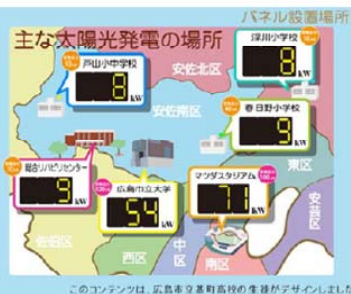 パネル設置場所
主な太陽光発電の場所
戸山小中学校
8 kW
深川小学校
8 kW
安佐北区
安佐南区
春日野小学校
9 kW
東区
総合リハビリセンター
9 kW
広島市立大学
54 kW
マツダスタジアム
71 kW
安芸区
佐伯区
西区
中区
南区
このコンテンツは、広島市立基町高校の生徒がデザインしました